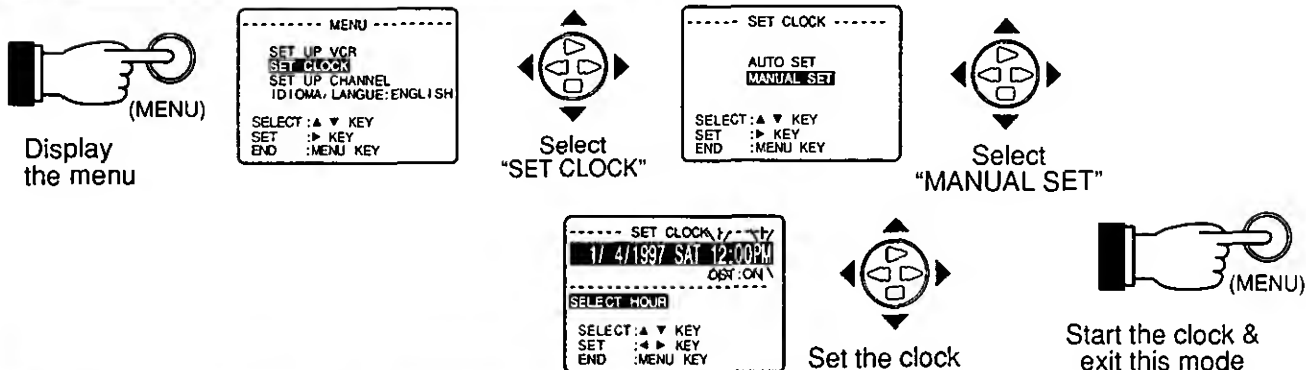 (MENU)
Display
the menu
------- MENU -------
SET UP VCR
SET CLOCK
SET UP CHANNEL
IDIOMA/LANGUE:ENGLISH
SELECT :▲ ▼ KEY
SET :► KEY
END :MENU KEY
Select
"SET CLOCK"
------ SET CLOCK ------
AUTO SET
MANUAL SET
SELECT :▲ ▼ KEY
SET :► KEY
END :MENU KEY
Select
"MANUAL SET"
------ SET CLOCK ------
1/ 4/1997 SAT 12:00PM
DST:ON
SELECT HOUR
SELECT:▲ ▼ KEY
SET :◄ ► KEY
END :MENU KEY
Set the clock
(MENU)
Start the clock &
exit this mode